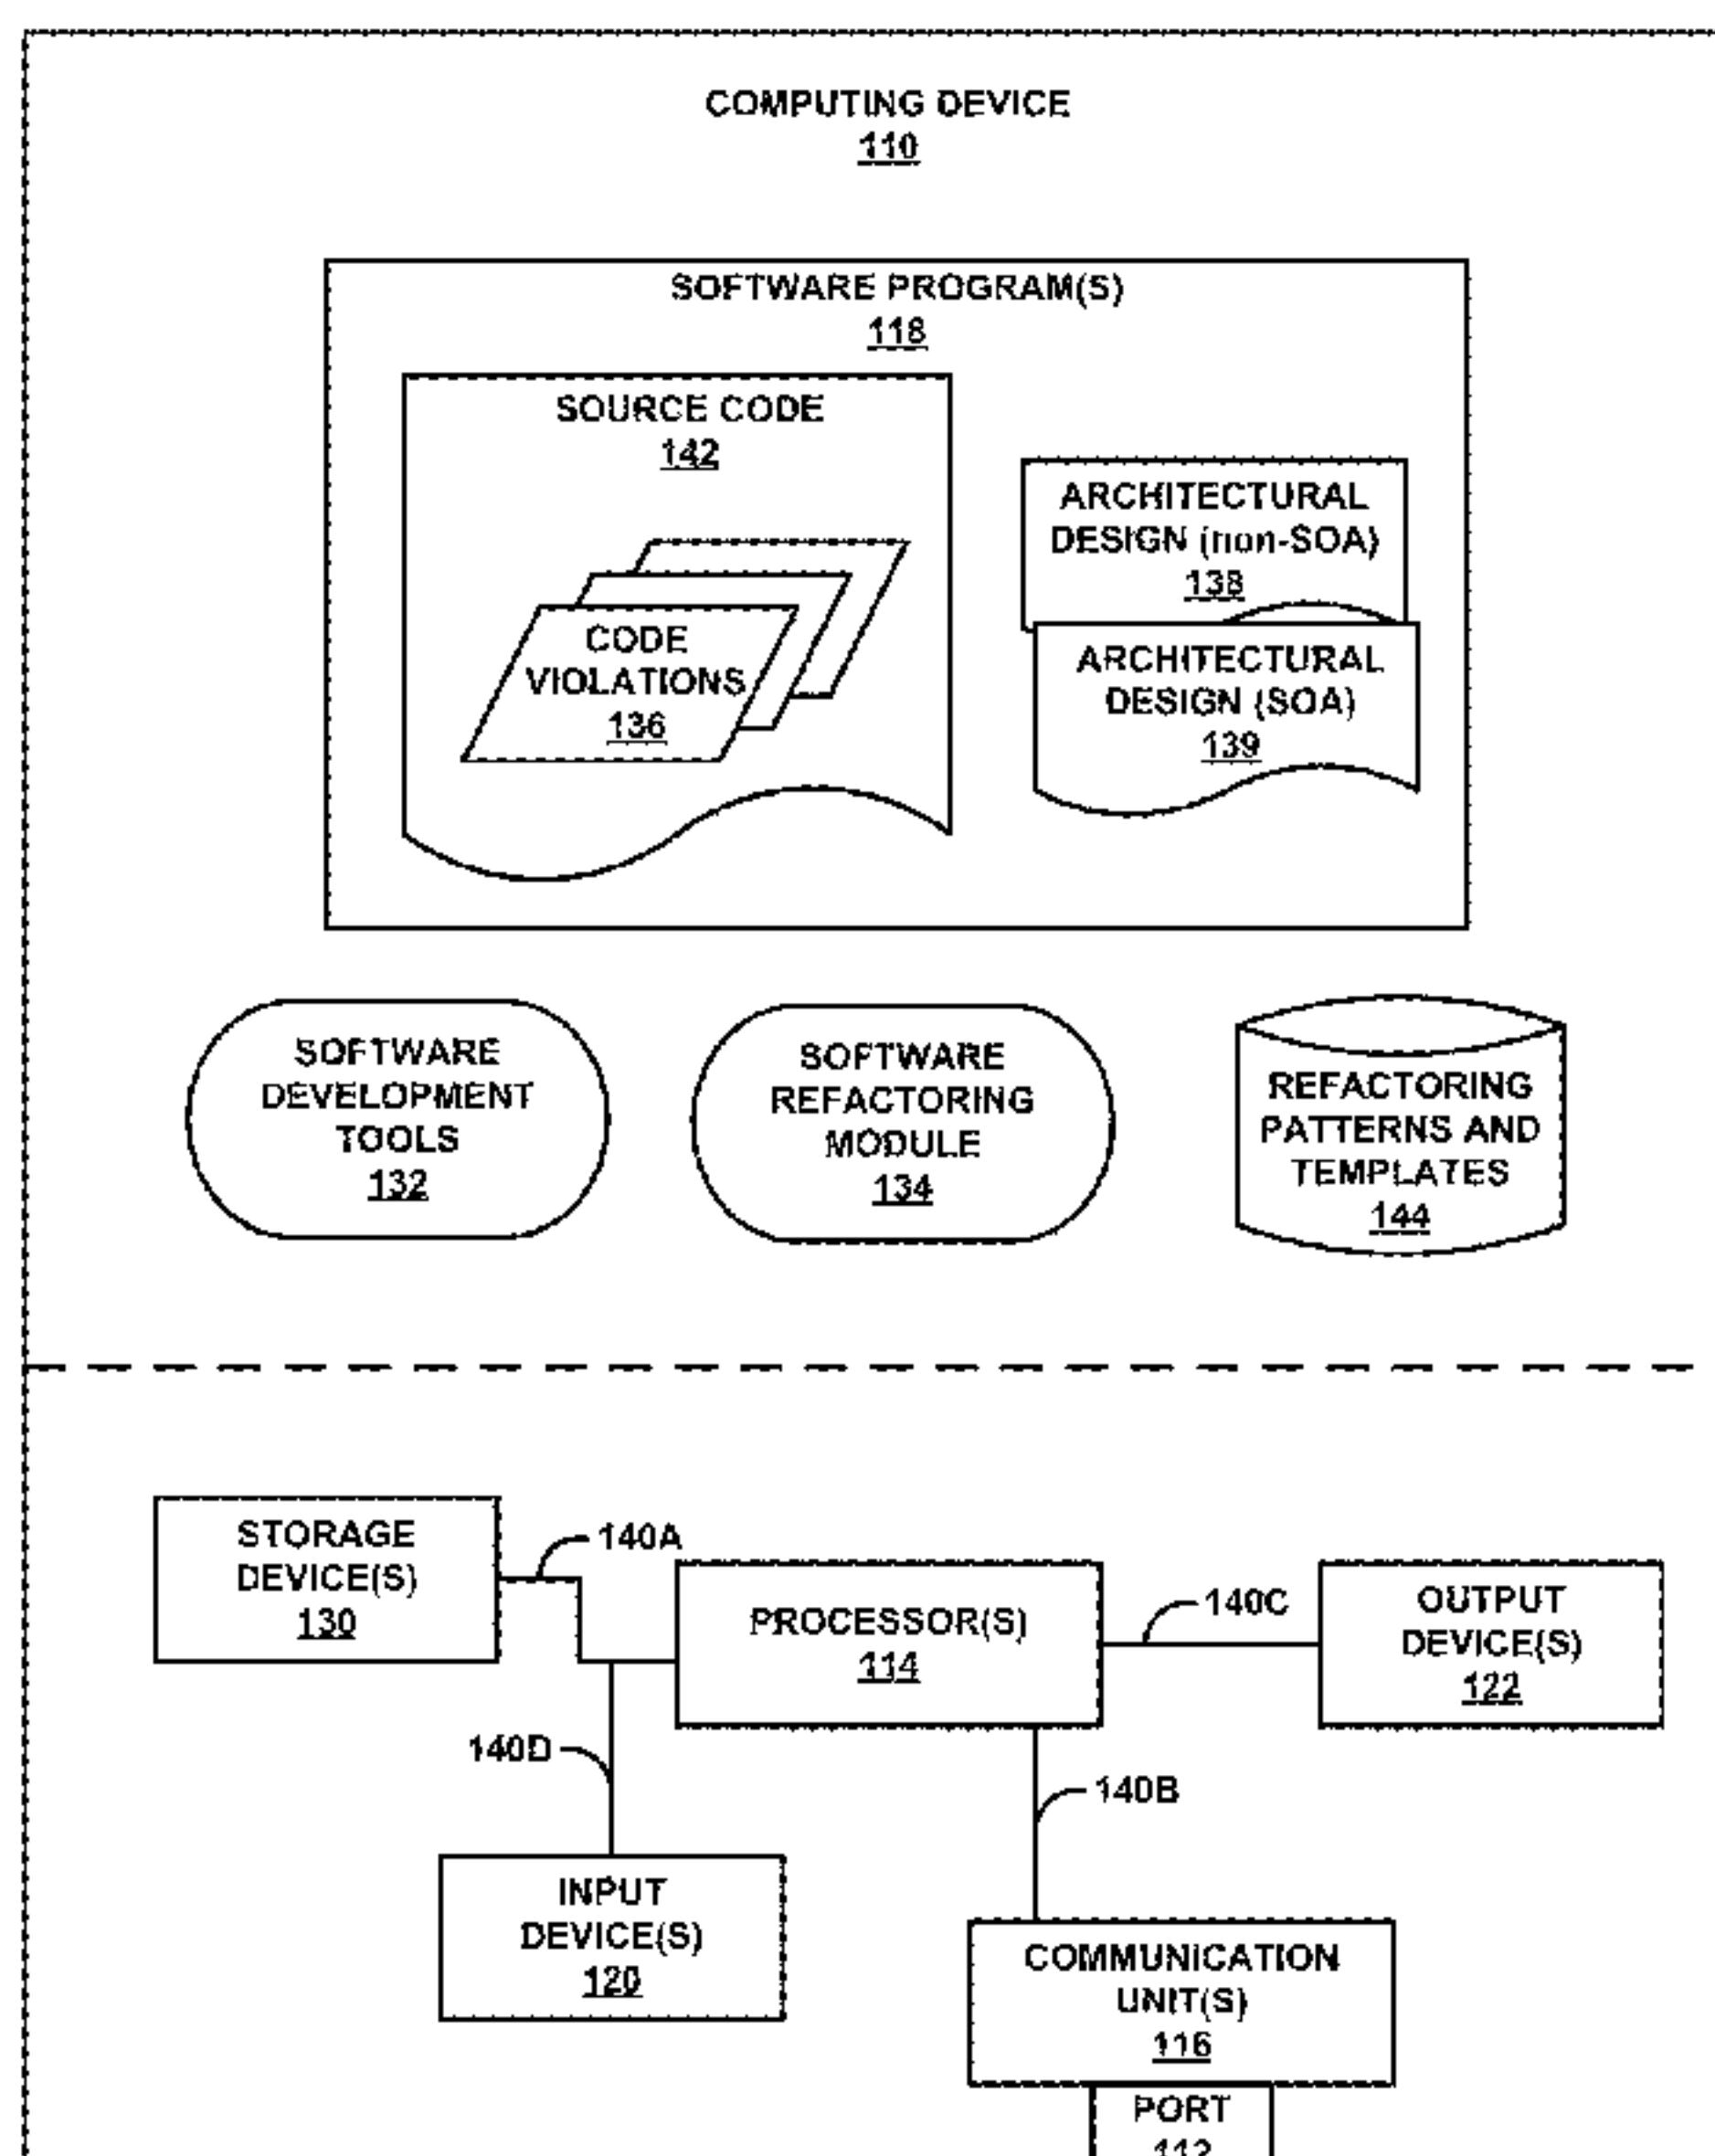 COMPUTING DEVICE
110
SOFTWARE PROGRAM(S)
118
SOURCE CODE
142
CODE
VIOLATIONS
136
ARCHITECTURAL
DESIGN (non-SOA)
138
ARCHITECTURAL
DESIGN (SOA)
139
SOFTWARE
DEVELOPMENT
TOOLS
132
SOFTWARE
REFACTORING
MODULE
134
REFACTORING
PATTERNS AND
TEMPLATES
144
STORAGE
DEVICE(S)
130
140A
PROCESSOR(S)
114
140C
OUTPUT
DEVICE(S)
122
140D
140B
INPUT
DEVICE(S)
120
COMMUNICATION
UNIT(S)
116
PORT
112